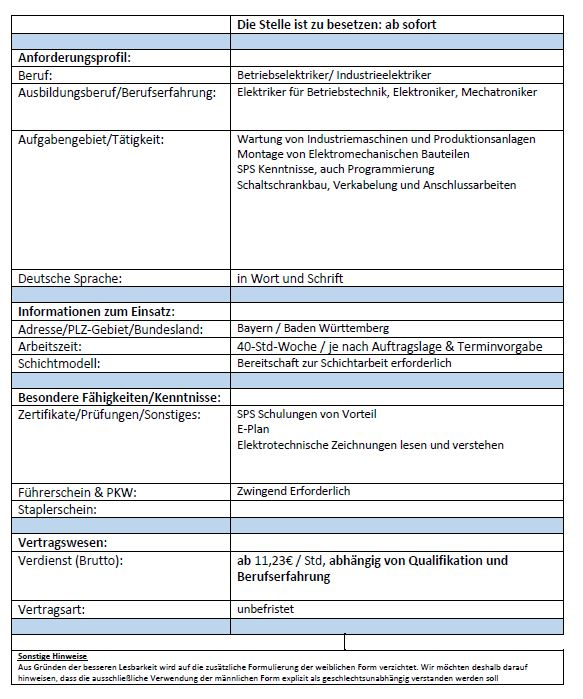 Die Stelle ist zu besetzen: ab sofort
Anforderungsprofil:
Beruf: Betriebselektriker/ Industrieelektriker
Ausbildungsberuf/Berufserfahrung: Elektriker für Betriebstechnik, Elektroniker, Mechatroniker
Aufgabengebiet/Tätigkeit: Wartung von Industriemaschinen und Produktionsanlagen
Montage von Elektromechanischen Bauteilen
SPS Kenntnisse, auch Programmierung
Schaltschrankbau, Verkabelung und Anschlussarbeiten
Deutsche Sprache: in Wort und Schrift
Informationen zum Einsatz:
Adresse/PLZ-Gebiet/Bundesland: Bayern / Baden Württemberg
Arbeitszeit: 40-Std-Woche / je nach Auftragslage & Terminvorgabe
Schichtmodell: Bereitschaft zur Schichtarbeit erforderlich
Besondere Fähigkeiten/Kenntnisse:
Zertifikate/Prüfungen/Sonstiges: SPS Schulungen von Vorteil
E-Plan
Elektrotechnische Zeichnungen lesen und verstehen
Führerschein & PKW: Zwingend Erforderlich
Staplerschein:
Vertragswesen:
Verdienst (Brutto): ab 11,23€ / Std, abhängig von Qualifikation und
Berufserfahrung
Vertragsart: unbefristet
Sonstige Hinweise
Aus Gründen der besseren Lesbarkeit wird auf die zusätzliche Formulierung der weiblichen Form verzichtet. Wir möchten deshalb darauf
hinweisen, dass die ausschließliche Verwendung der männlichen Form explizit als geschlechtsunabhängig verstanden werden soll